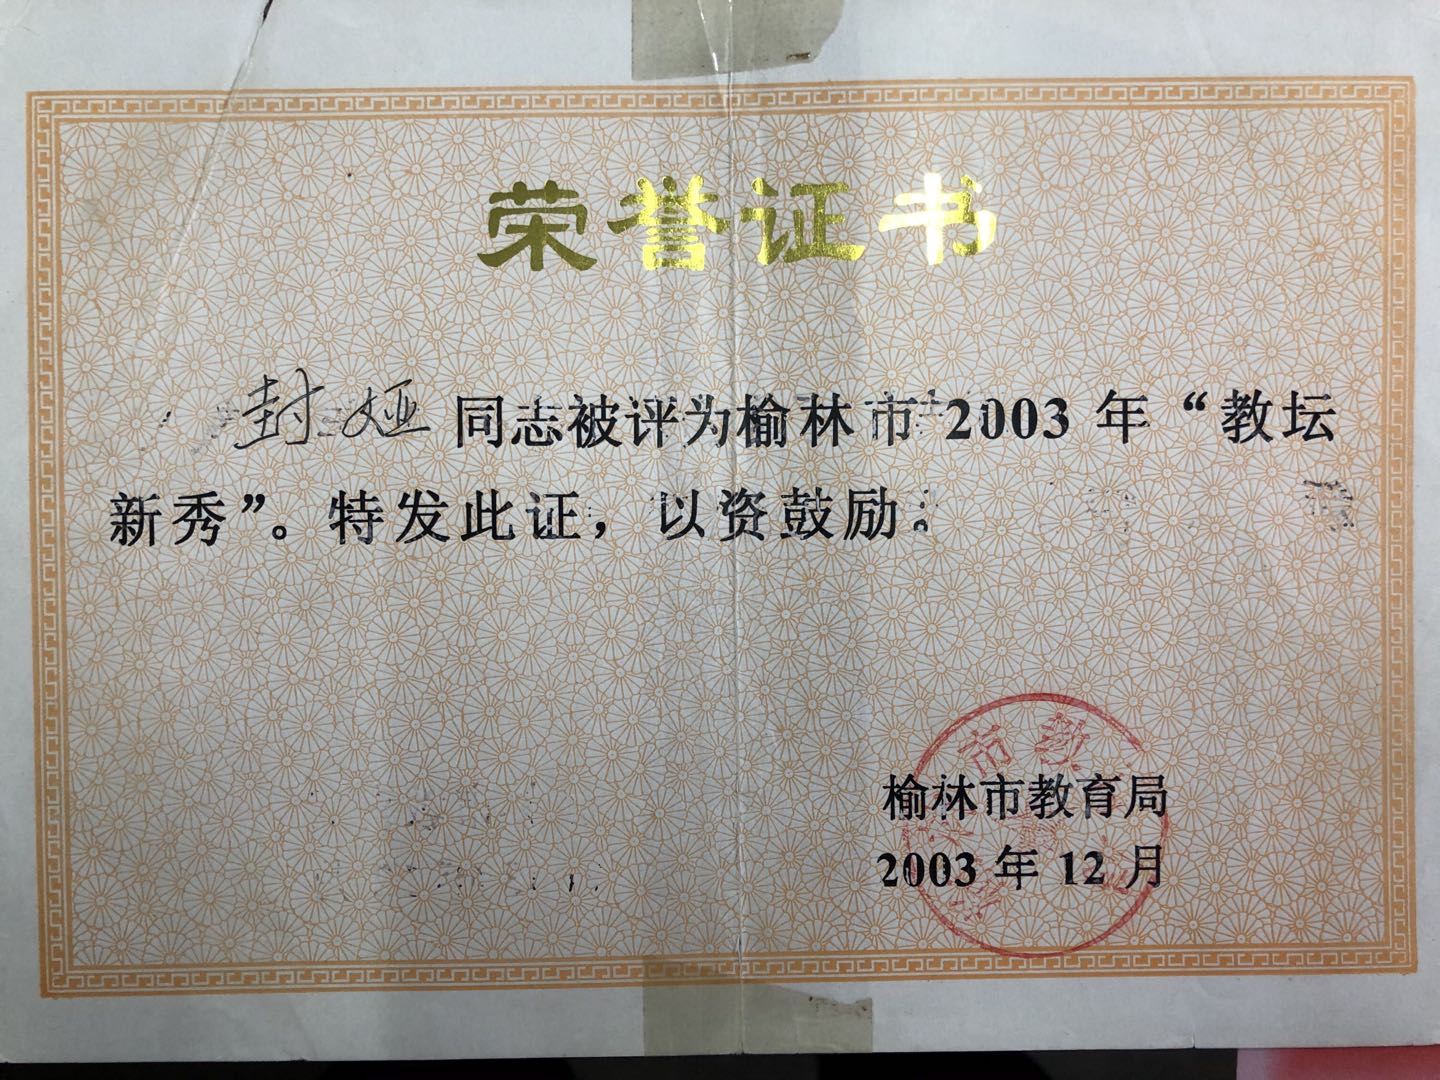 荣誉证书
封娅同志被评为榆林市2003年“教坛
新秀”。特发此证，以资鼓励。
市教
榆林市教育局
2003年12月